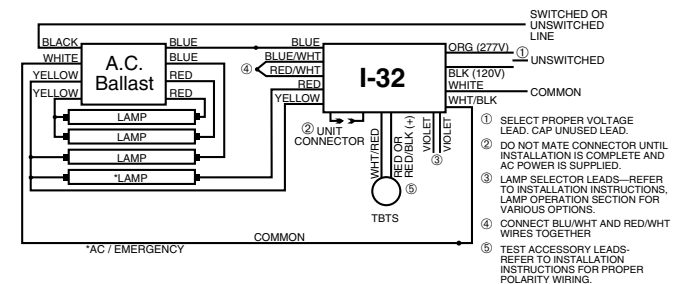 SWITCHED OR
UNSWITCHED
LINE
BLACK
BLUE
BLUE
ORG (277V)
①
UNSWITCHED
WHITE
A.C.
Ballast
BLUE
BLUE/WHT
④
RED/WHT
I-32
BLK (120V)
YELLOW
RED
RED
WHITE
COMMON
YELLOW
RED
YELLOW
WHT/BLK
LAMP
LAMP
LAMP
*LAMP
② UNIT
CONNECTOR
WHT/RED
RED OR
RED/BLK (+)
VIOLET
VIOLET
③
⑤
TBTS
COMMON
*AC / EMERGENCY
① SELECT PROPER VOLTAGE
LEAD. CAP UNUSED LEAD.
② DO NOT MATE CONNECTOR UNTIL
INSTALLATION IS COMPLETE AND
AC POWER IS SUPPLIED.
③ LAMP SELECTOR LEADS—REFER
TO INSTALLATION INSTRUCTIONS,
LAMP OPERATION SECTION FOR
VARIOUS OPTIONS.
④ CONNECT BLU/WHT AND RED/WHT
WIRES TOGETHER
⑤ TEST ACCESSORY LEADS-
REFER TO INSTALLATION
INSTRUCTIONS FOR PROPER
POLARITY WIRING.